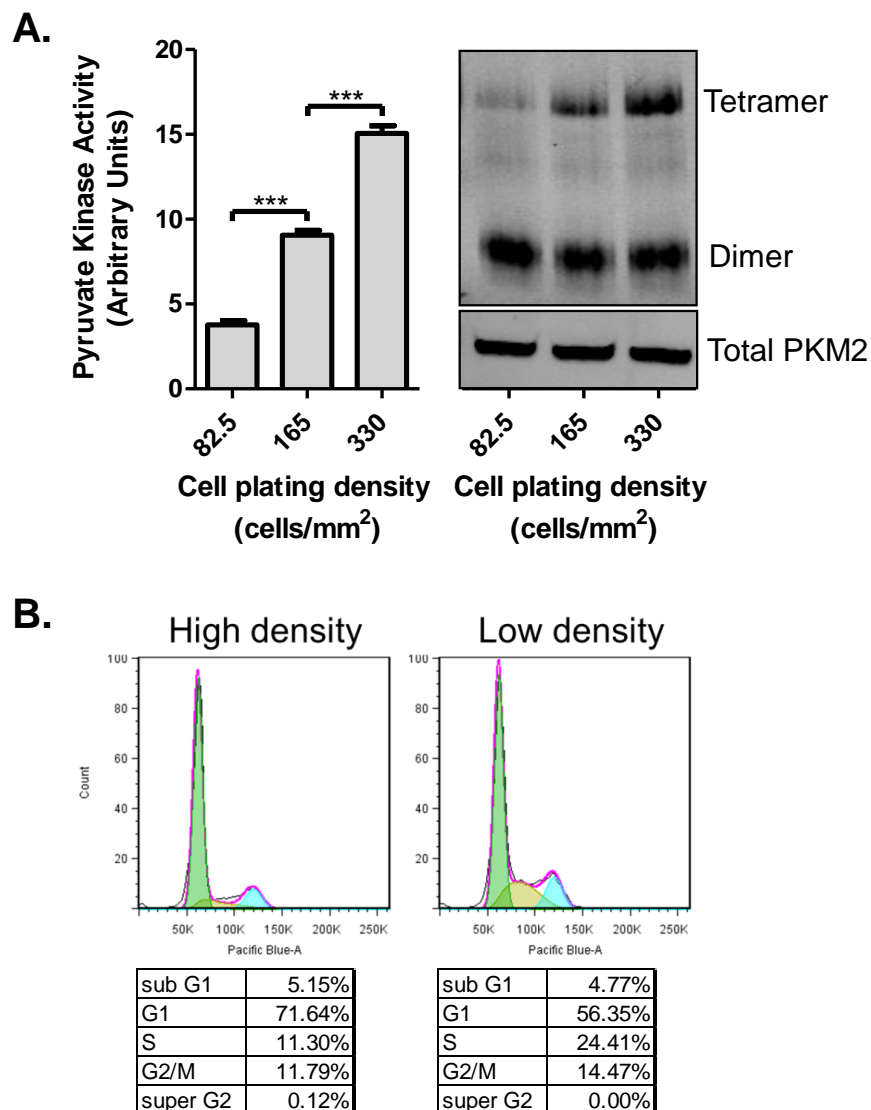 A.
Pyruvate Kinase Activity
(Arbitrary Units)
20
15
10
5
0
***
***
82.5
165
330
Cell plating density
(cells/mm²)
Tetramer
Dimer
Total PKM2
82.5
165
330
Cell plating density
(cells/mm²)
B.
High density
Count
100
80
60
40
20
50K 100K 150K 200K 250K
Pacific Blue-A
sub G1 5.15%
G1 71.64%
S 11.30%
G2/M 11.79%
super G2 0.12%
Low density
100
80
60
40
20
50K 100K 150K 200K 250K
Pacific Blue-A
sub G1 4.77%
G1 56.35%
S 24.41%
G2/M 14.47%
super G2 0.00%